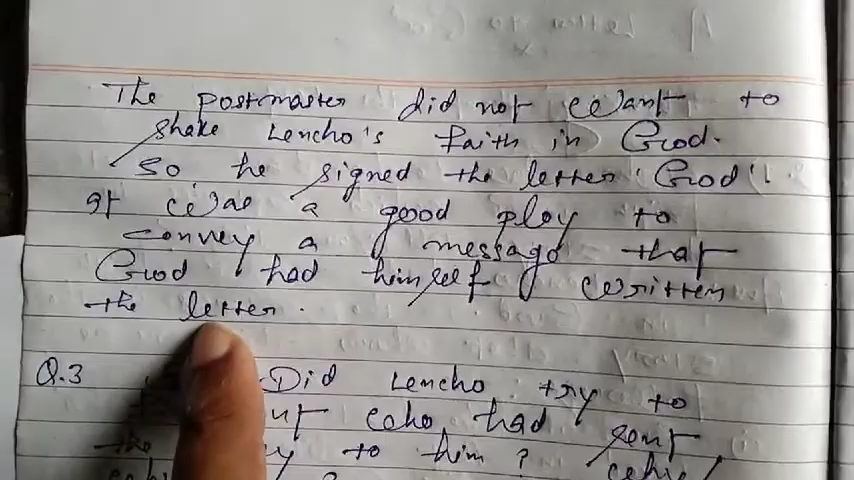 The postmaster did not want to
shake Lencho's faith in God.
So he signed the letter 'God'.
It was a good ploy to
convey a message that
God had himself written
the letter.
Q.3 Did Lencho try to
who had sent
the to him?